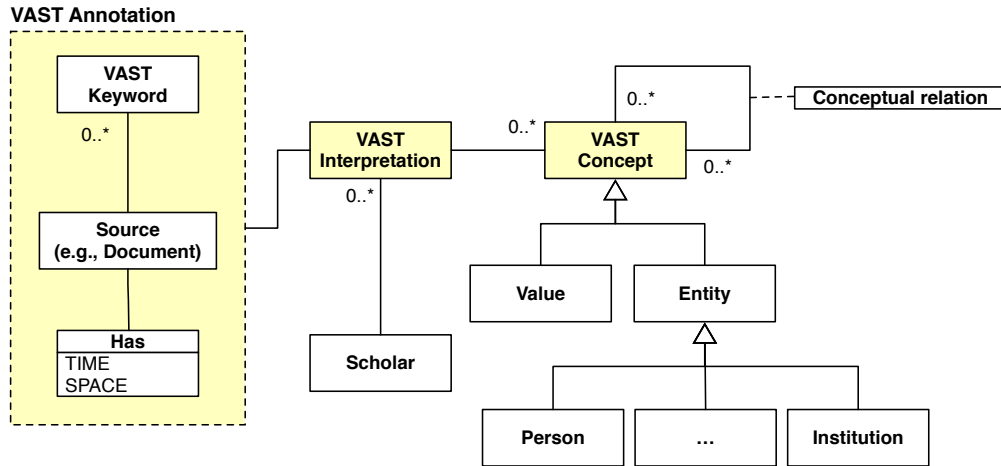 VAST Annotation
VAST
Keyword
0..*
Source
(e.g., Document)
Has
TIME
SPACE
VAST
Interpretation
0..*
Scholar
0..*
VAST
Concept
0..*
0..*
Conceptual relation
Value
Entity
Person
...
Institution